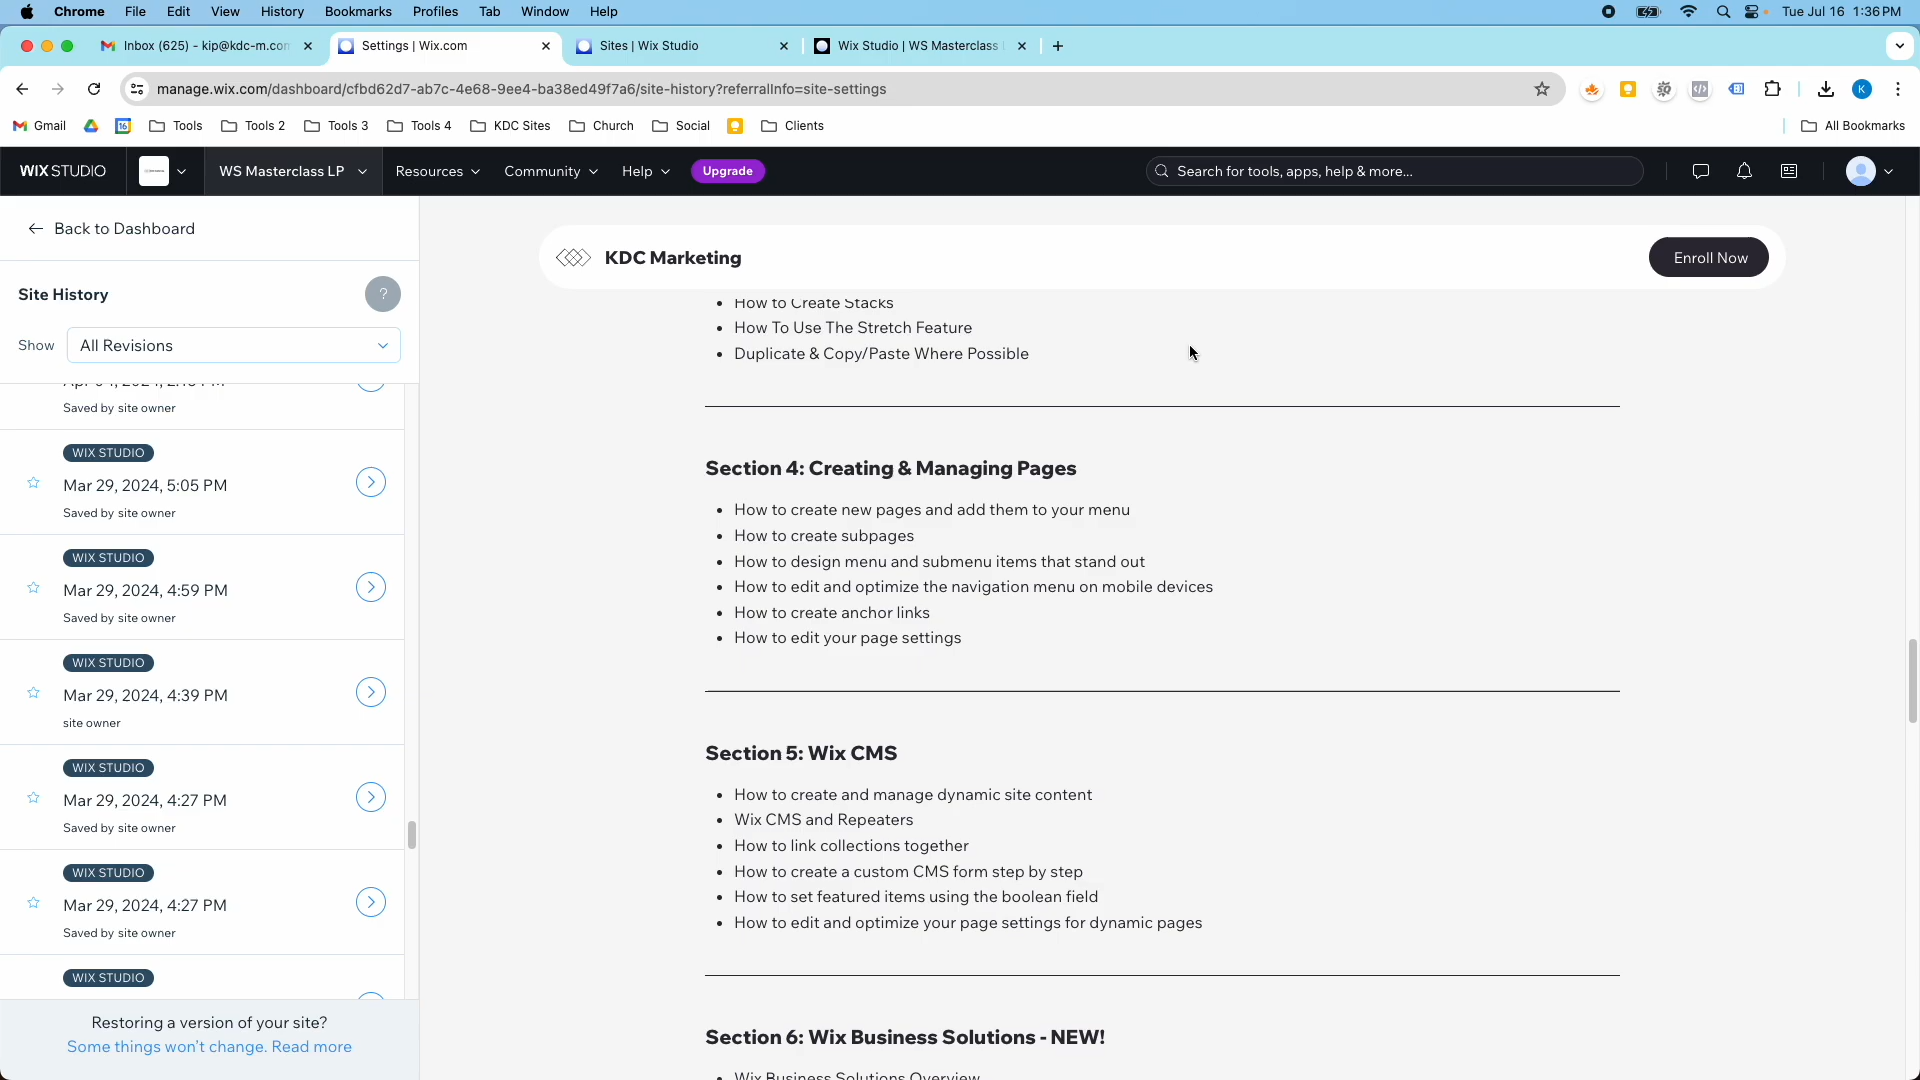 Chrome File Edit View History Bookmarks Profiles Tab Window Help
Tue Jul 16 1:36 PM
Inbox (625) - kip@kdc-m.con
Settings | Wix.com
Sites | Wix Studio
Wix Studio | WS Masterclass
manage.wix.com/dashboard/cfbd62d7-ab7c-4e68-9ee4-ba38ed49f7a6/site-history?referralInfo=site-settings
K
Gmail
16
Tools
Tools 2
Tools 3
Tools 4
KDC Sites
Church
Social
Clients
All Bookmarks
WIX STUDIO
WS Masterclass LP
Resources
Community
Help
Upgrade
Search for tools, apps, help & more...
Back to Dashboard
Site History
?
Show
All Revisions
Saved by site owner
WIX STUDIO
Mar 29, 2024, 5:05 PM
Saved by site owner
WIX STUDIO
Mar 29, 2024, 4:59 PM
Saved by site owner
WIX STUDIO
Mar 29, 2024, 4:39 PM
site owner
WIX STUDIO
Mar 29, 2024, 4:27 PM
Saved by site owner
WIX STUDIO
Mar 29, 2024, 4:27 PM
Saved by site owner
WIX STUDIO
Restoring a version of your site?
Some things won't change. Read more
KDC Marketing
Enroll Now
• How to Create Stacks
• How To Use The Stretch Feature
• Duplicate & Copy/Paste Where Possible
Section 4: Creating & Managing Pages
• How to create new pages and add them to your menu
• How to create subpages
• How to design menu and submenu items that stand out
• How to edit and optimize the navigation menu on mobile devices
• How to create anchor links
• How to edit your page settings
Section 5: Wix CMS
• How to create and manage dynamic site content
• Wix CMS and Repeaters
• How to link collections together
• How to create a custom CMS form step by step
• How to set featured items using the boolean field
• How to edit and optimize your page settings for dynamic pages
Section 6: Wix Business Solutions - NEW!
• Wix Business Solutions Overview